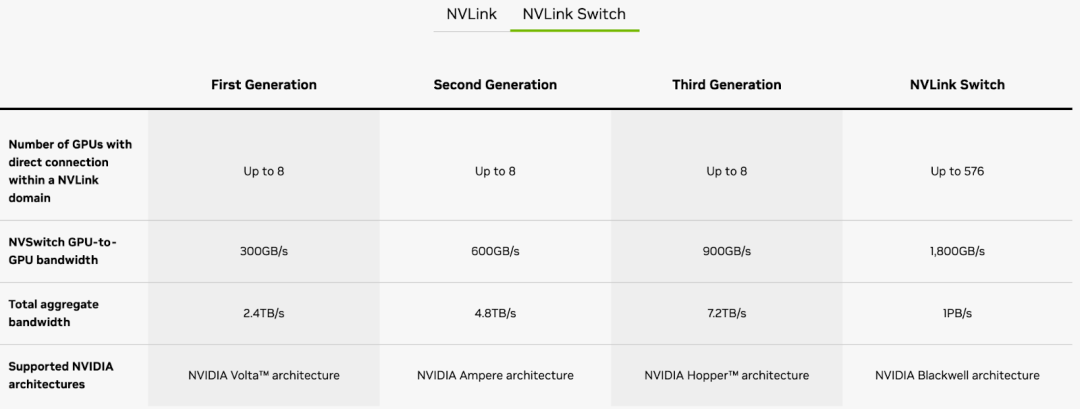 NVLink NVLink Switch
First Generation Second Generation Third Generation NVLink Switch
Number of GPUs with
direct connection
within a NVLink
domain
Up to 8 Up to 8 Up to 8 Up to 576
NVSwitch GPU-to-
GPU bandwidth
300GB/s 600GB/s 900GB/s 1,800GB/s
Total aggregate
bandwidth
2.4TB/s 4.8TB/s 7.2TB/s 1PB/s
Supported NVIDIA
architectures
NVIDIA Volta™ architecture NVIDIA Ampere architecture NVIDIA Hopper™ architecture NVIDIA Blackwell architecture